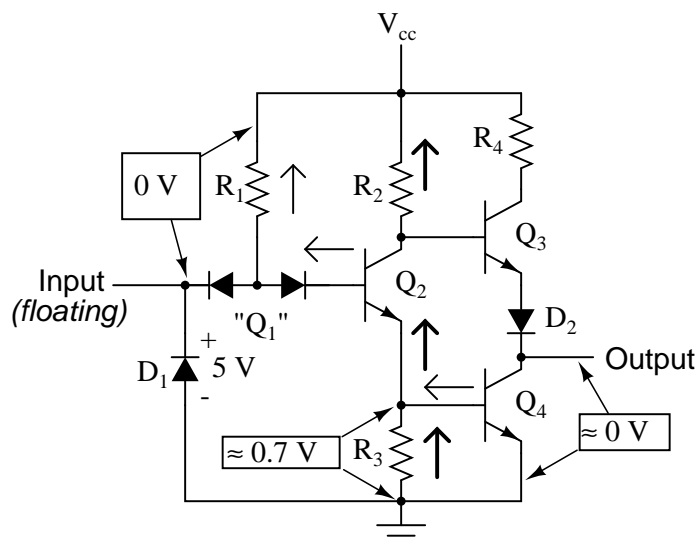 Vcc
R4
R2
0 V
R1
Q3
Input
(floating)
"Q1"
Q2
D2
+
D1
5 V
-
Output
Q4
≈ 0.7 V
R3
≈ 0 V